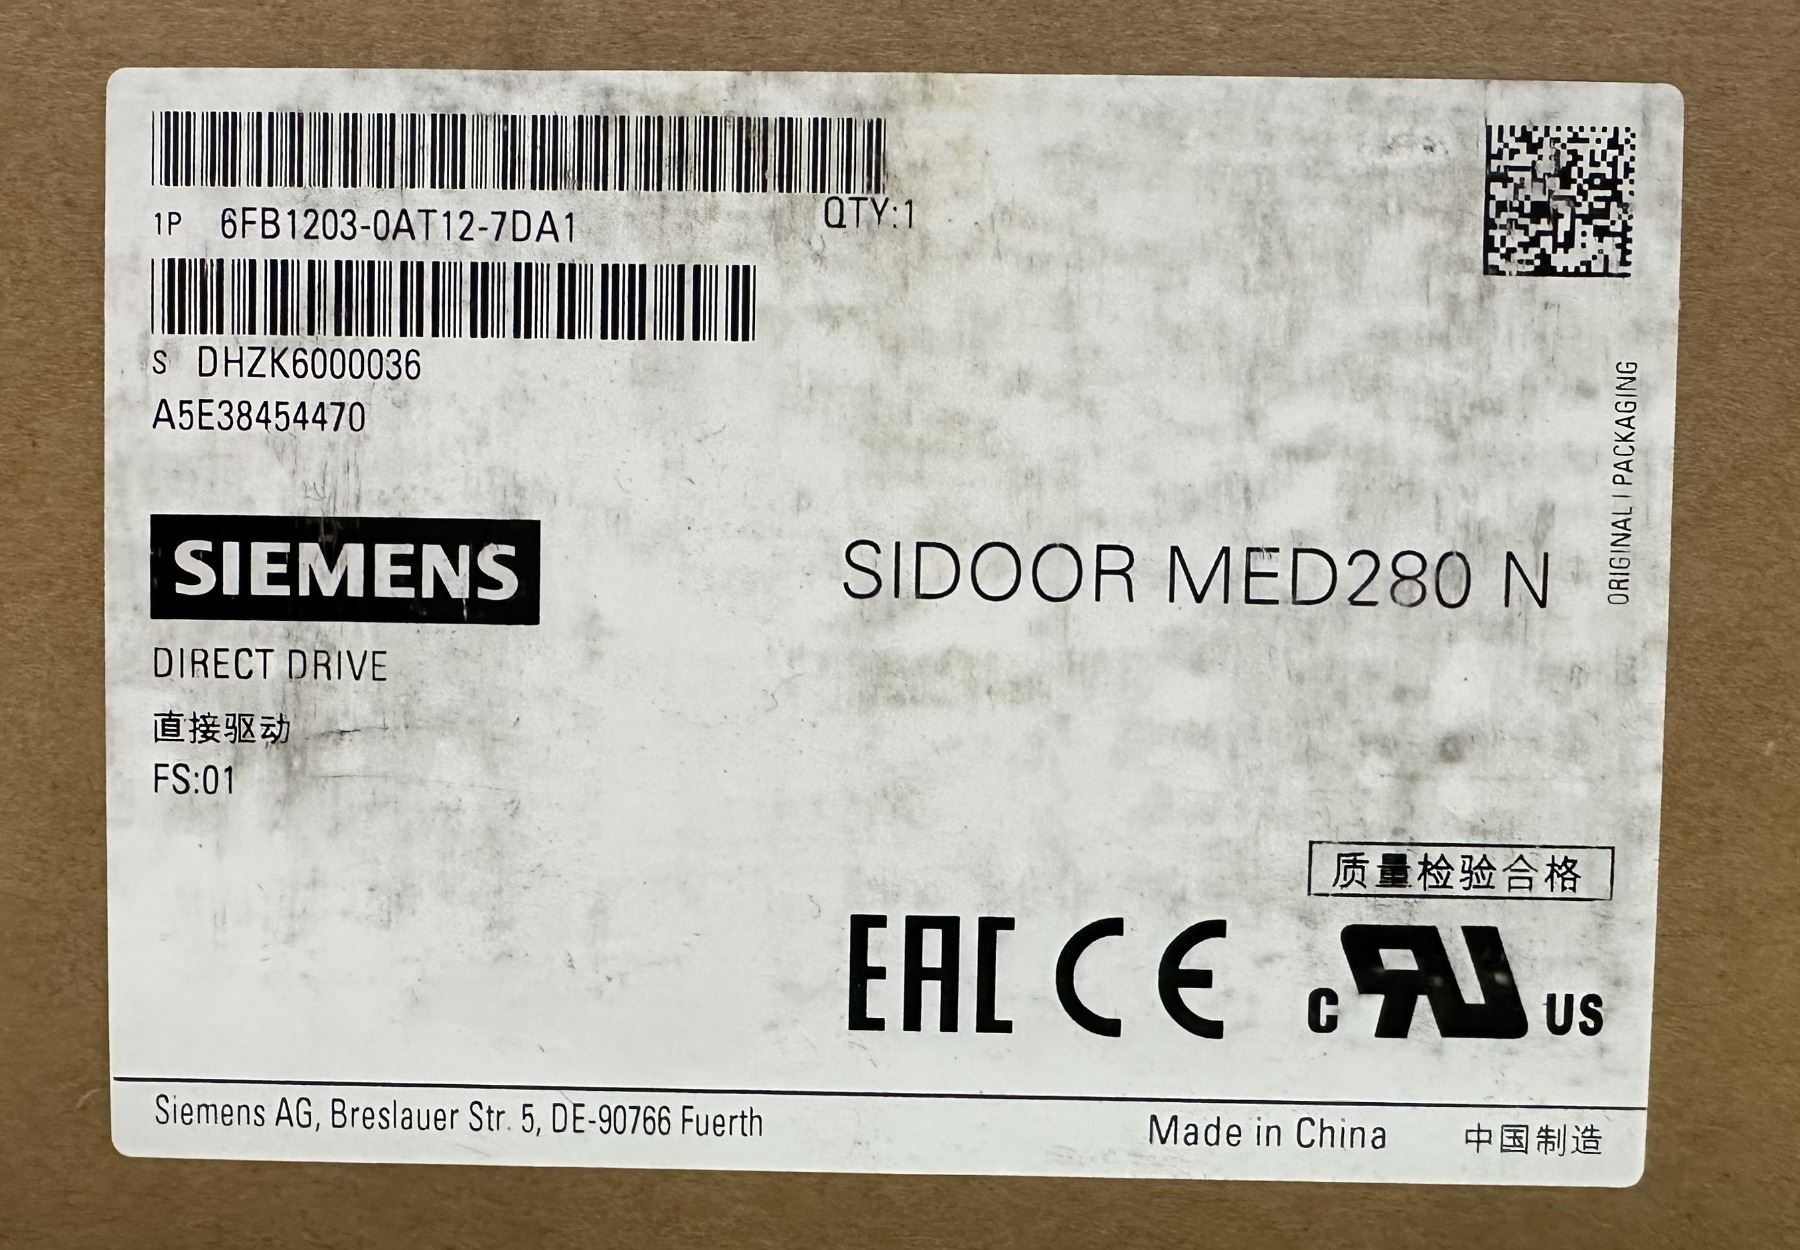 1P 6FB1203-0AT12-7DA1
QTY:1
S DHZK6000036
A5E38454470
ORIGINAL | PACKAGING
SIEMENS
SIDOOR MED280 N
DIRECT DRIVE
直接驱动
FS:01
质量检验合格
EAC CE c RU US
Siemens AG, Breslauer Str. 5, DE-90766 Fuerth
Made in China 中国制造